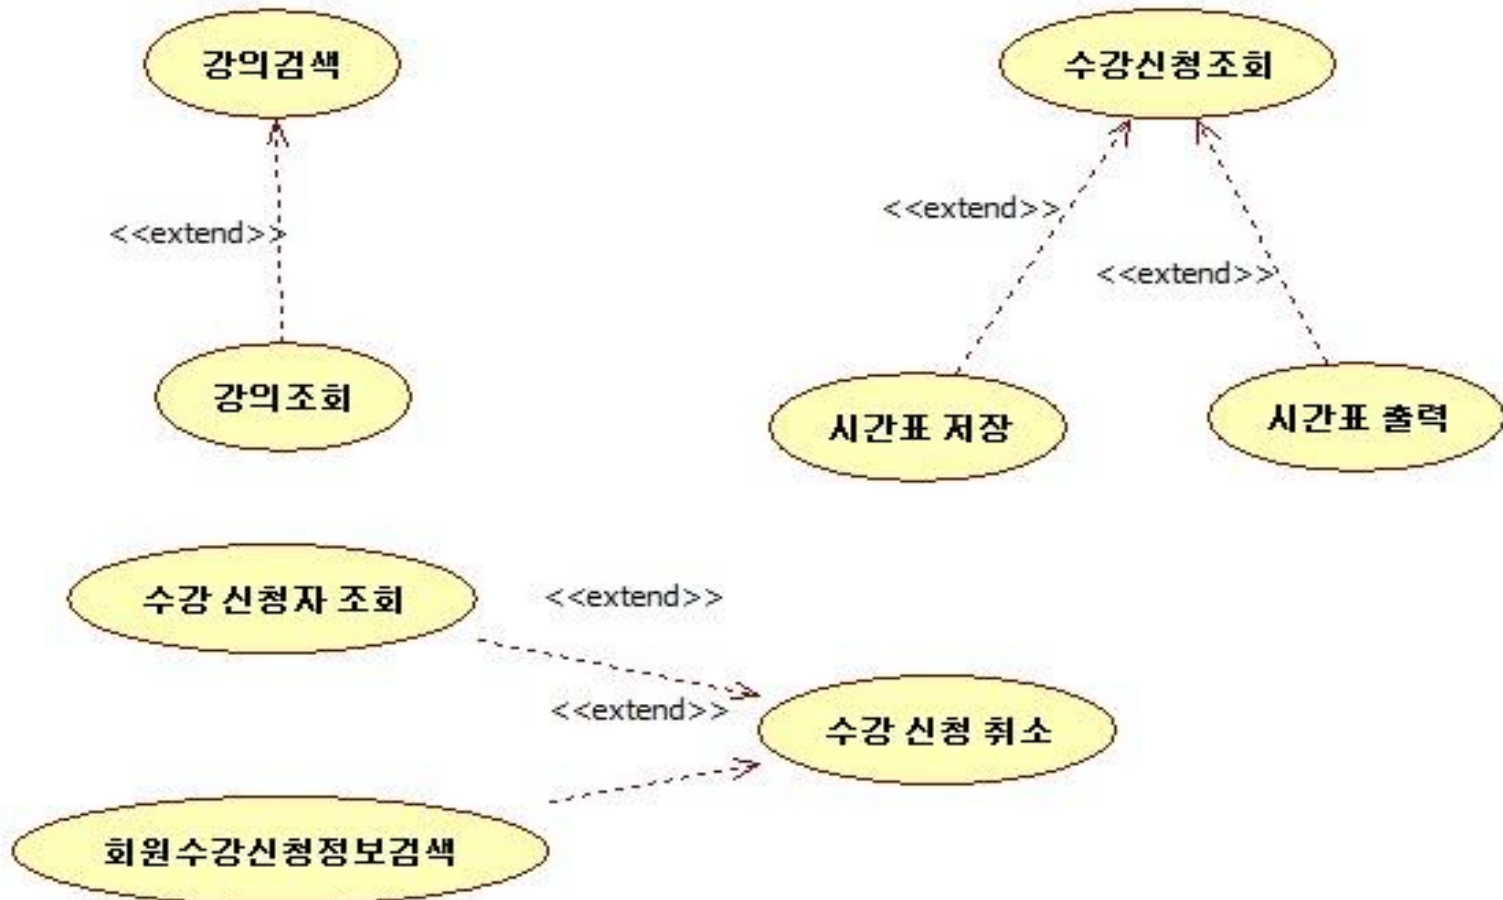 강의검색
수강신청조회
<<extend>>
<<extend>>
<<extend>>
강의조회
시간표 저장
시간표 출력
수강 신청자 조회
<<extend>>
<<extend>>
수강 신청 취소
회원수강신청정보검색